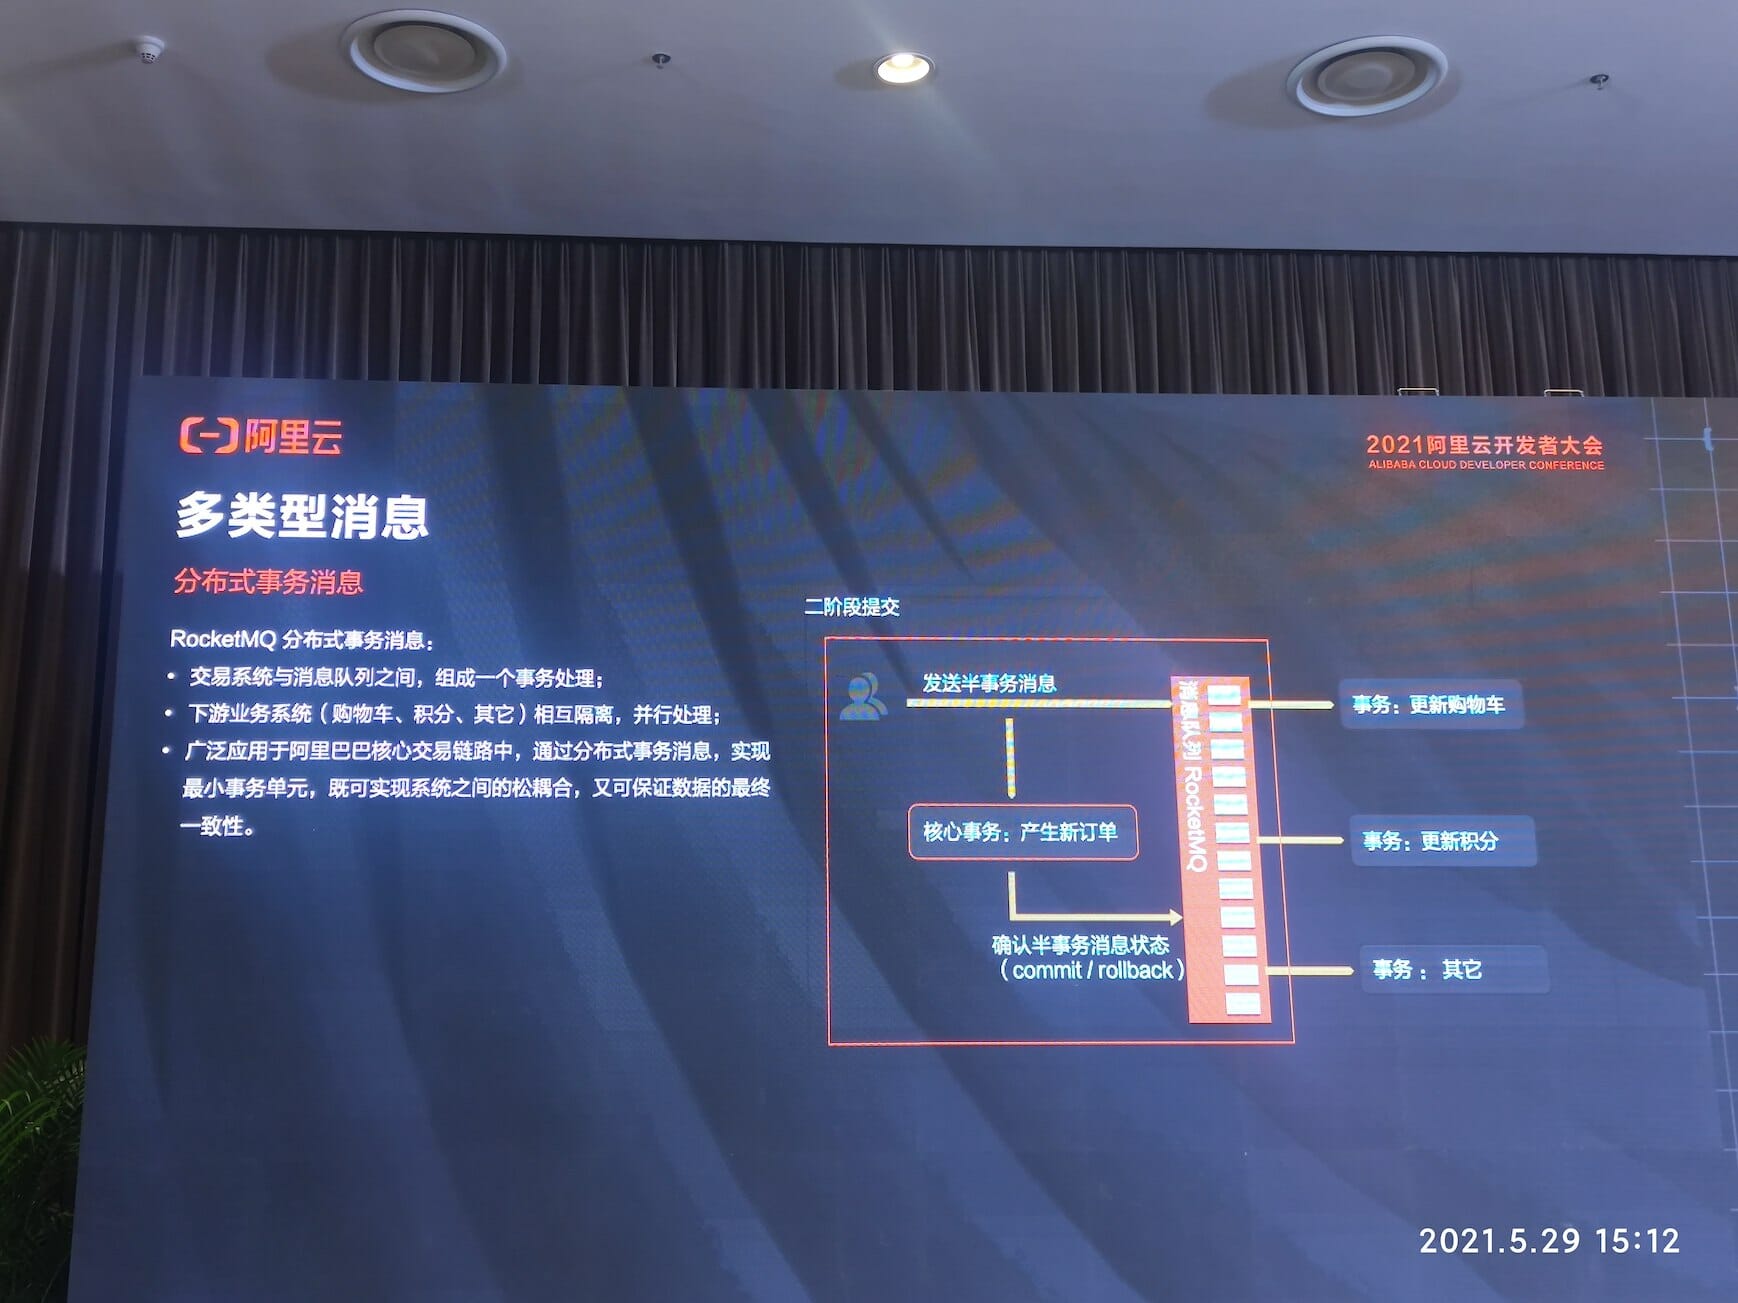 阿里云
2021阿里云开发者大会
ALIBABA CLOUD DEVELOPER CONFERENCE
多类型消息
分布式事务消息
RocketMQ 分布式事务消息：
• 交易系统与消息队列之间，组成一个事务处理；
• 下游业务系统（购物车、积分、其它）相互隔离，并行处理；
• 广泛应用于阿里巴巴核心交易链路中，通过分布式事务消息，实现
最小事务单元，既可实现系统之间的松耦合，又可保证数据的最终
一致性。
二阶段提交
发送半事务消息
核心事务：产生新订单
确认半事务消息状态
（commit / rollback）
消息队列 RocketMQ
事务：更新购物车
事务：更新积分
事务： 其它
2021.5.29 15:12